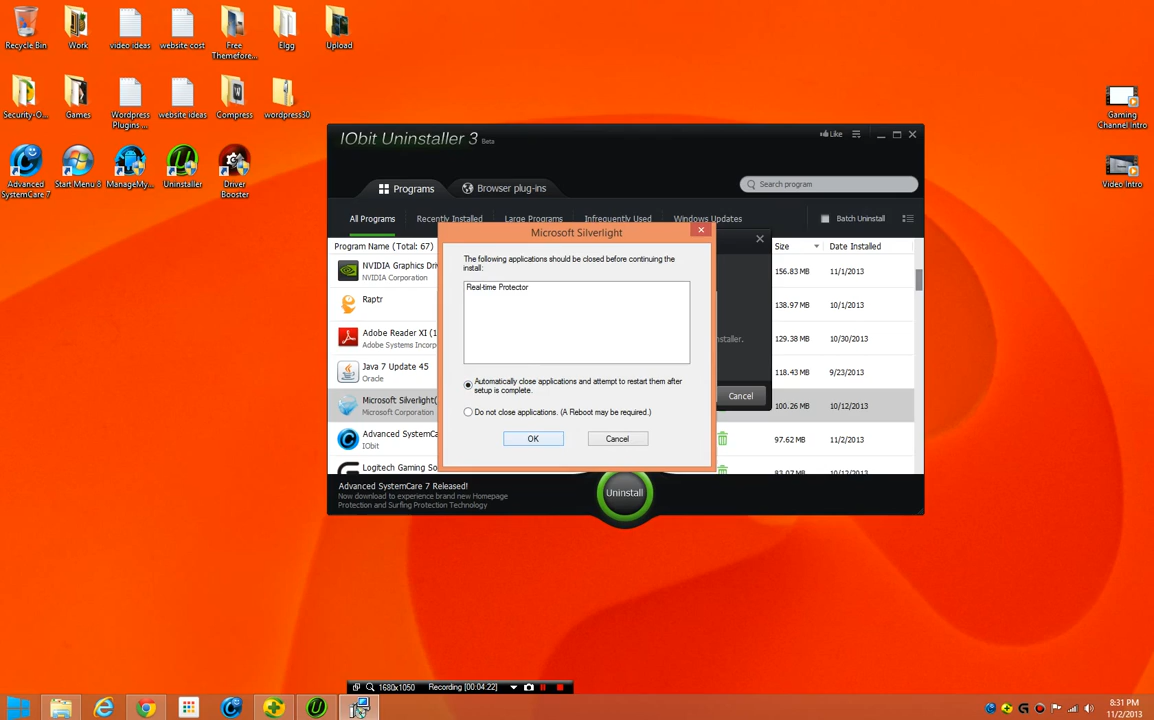 Recycle Bin
Work
video ideas
website cost
Free
Themefore...
Elgg
Upload
Security-O...
Games
Wordpress
Plugins ...
website ideas
Compress
wordpress30
Advanced
SystemCare 7
Start Menu 8
ManageMy...
Uninstaller
Driver
Booster
Gaming
Channel Intro
Video Intro
IObit Uninstaller 3 Beta
Like
Programs
Browser plug-ins
Search program
All Programs
Recently Installed
Large Programs
Infrequently Used
Windows Updates
Batch Uninstall
Program Name (Total: 67)
Size
Date Installed
NVIDIA Graphics Dri
NVIDIA Corporation
156.83 MB
11/1/2013
Raptr
138.97 MB
10/1/2013
Adobe Reader XI (1
Adobe Systems Incorp
129.38 MB
10/30/2013
Java 7 Update 45
Oracle
118.43 MB
9/23/2013
Microsoft Silverlight(
Microsoft Corporation
100.26 MB
10/12/2013
Advanced SystemCa
IObit
97.62 MB
11/2/2013
Logitech Gaming So
83.07 MB
10/12/2013
nstaller.
Cancel
Microsoft Silverlight
The following applications should be closed before continuing the
install:
Real-time Protector
Automatically close applications and attempt to restart them after
setup is complete.
Do not close applications. (A Reboot may be required.)
OK
Cancel
Advanced SystemCare 7 Released!
Now download to experience brand new Homepage
Protection and Surfing Protection Technology
Uninstall
1680x1050
Recording [00.04.22]
8:31 PM
11/2/2013